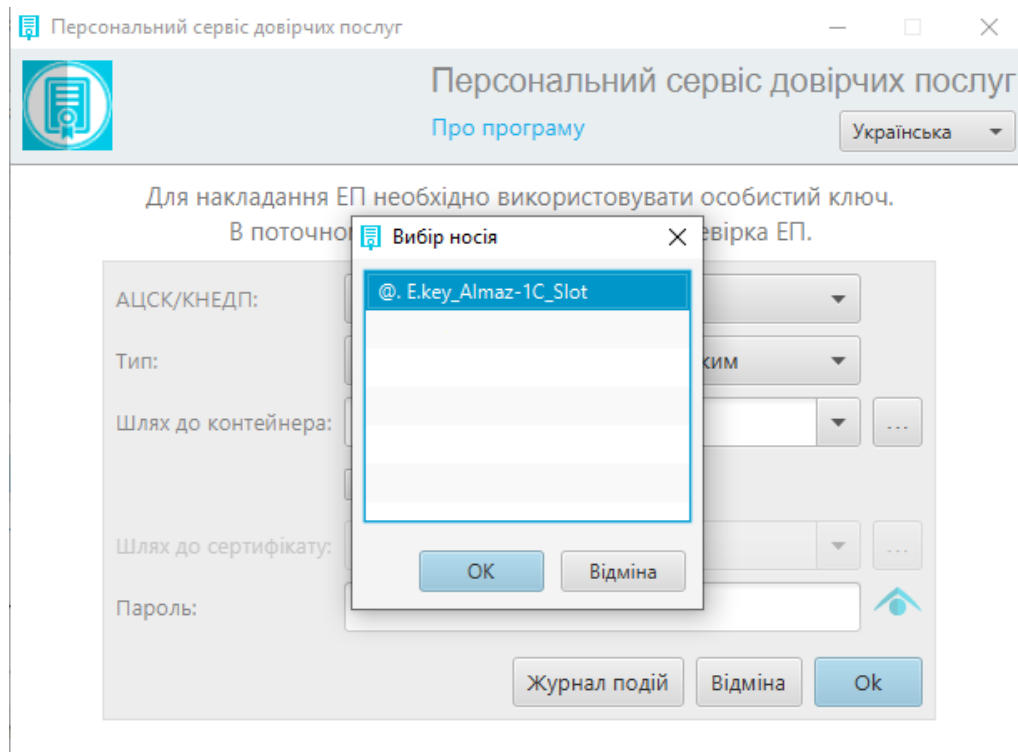 Персональний сервіс довірчих послуг
Персональний сервіс довірчих послуг
Про програму
Українська
Для накладання ЕП необхідно використовувати особистий ключ.
В поточно евірка ЕП.
Вибір носія
@. E.key_Almaz-1C_Slot
АЦСК/КНЕДП:
Тип:
ким
Шлях до контейнера:
...
Шлях до сертифікату:
...
ОК
Відміна
Пароль:
Журнал подій
Відміна
Ok